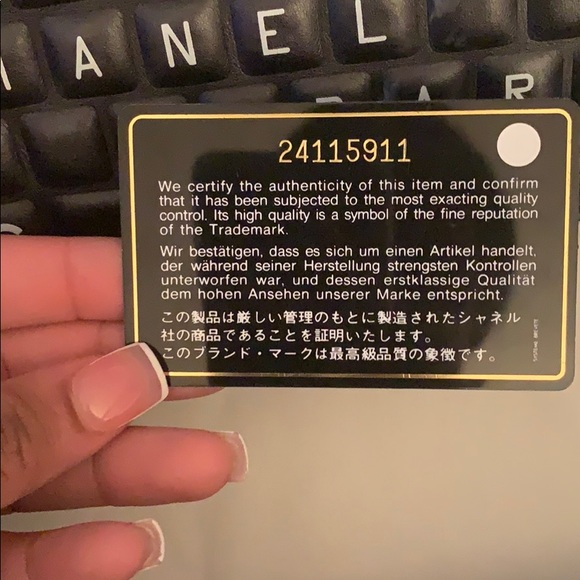 ANEL
PAR
24115911
We certify the authenticity of this item and confirm
that it has been subjected to the most exacting quality
control. Its high quality is a symbol of the fine reputation
of the Trademark.
Wir bestätigen, dass es sich um einen Artikel handelt,
der während seiner Herstellung strengsten Kontrollen
unterworfen war, und dessen erstklassige Qualität
dem hohen Ansehen unserer Marke entspricht.
この製品は厳しい管理のもとに製造されたシャネル
社の商品であることを証明いたします。
このブランド・マークは最高級品質の象徴です。